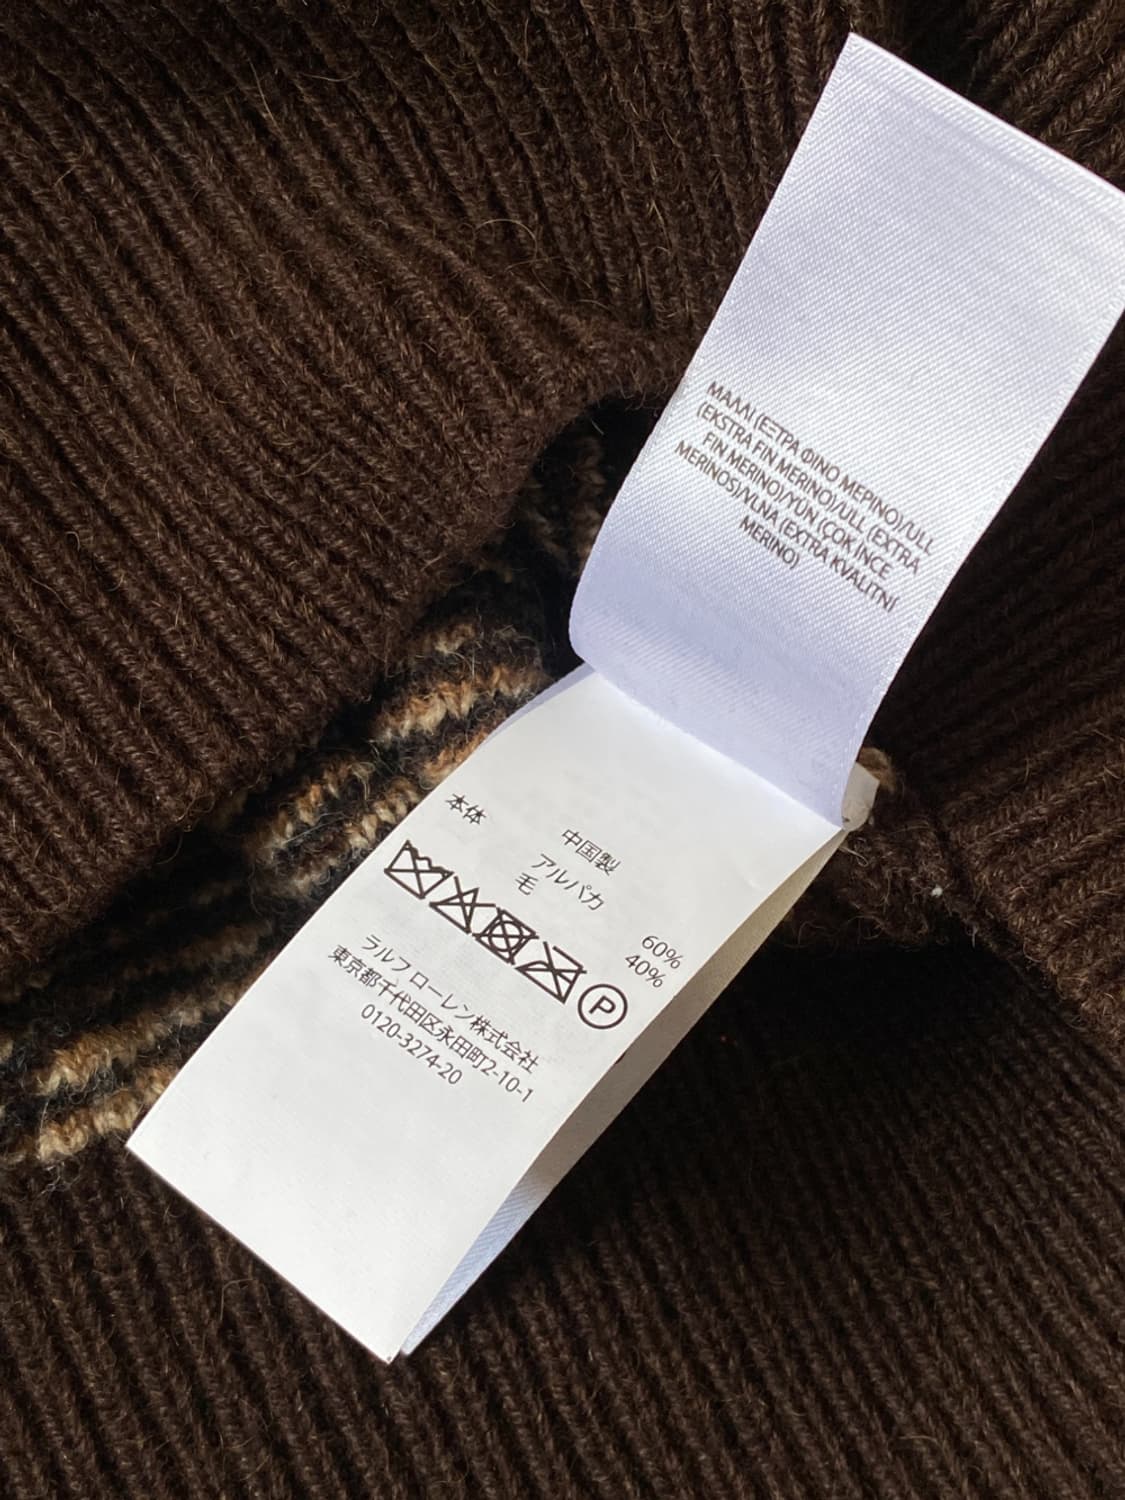 ΜΑΛΛΙ (ΕΞΤΡΑ ΦΙΝΟ ΜΕΡΙΝΟ)/ULL
(EKSTRA FIN MERINO)/ULL (EXTRA
FIN MERINO)/YÜN (ÇOK İNCE
MERINOS)/VLNA (EXTRA KVALITNÍ
MERINO)
中国製
本体 アルパカ 60%
毛 40%
P
ラルフ ローレン株式会社
東京都千代田区永田町2-10-1
0120-3274-20